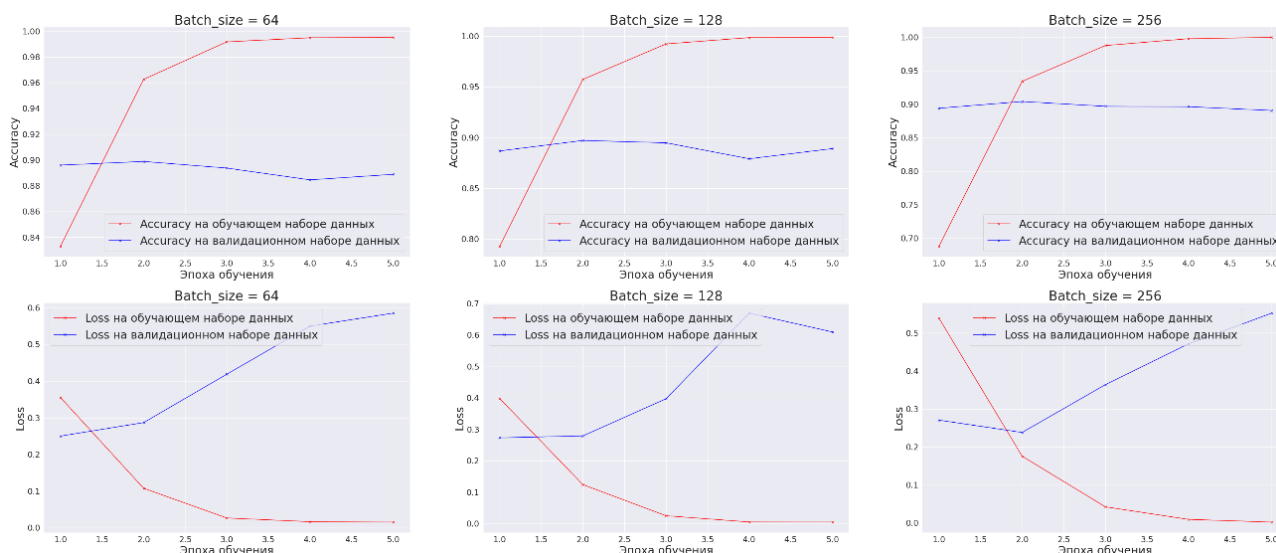 Batch_size = 64
Accuracy
1.00
0.98
0.96
0.94
0.92
0.90
0.88
0.86
0.84
Accuracy на обучающем наборе данных
Accuracy на валидационном наборе данных
1.0 1.5 2.0 2.5 3.0 3.5 4.0 4.5 5.0
Эпоха обучения
Batch_size = 128
Accuracy
1.00
0.95
0.90
0.85
0.80
Accuracy на обучающем наборе данных
Accuracy на валидационном наборе данных
1.0 1.5 2.0 2.5 3.0 3.5 4.0 4.5 5.0
Эпоха обучения
Batch_size = 256
Accuracy
1.00
0.95
0.90
0.85
0.80
0.75
0.70
Accuracy на обучающем наборе данных
Accuracy на валидационном наборе данных
1.0 1.5 2.0 2.5 3.0 3.5 4.0 4.5 5.0
Эпоха обучения
Batch_size = 64
Loss
0.6
0.5
0.4
0.3
0.2
0.1
0.0
Loss на обучающем наборе данных
Loss на валидационном наборе данных
1.0 1.5 2.0 2.5 3.0 3.5 4.0 4.5 5.0
Эпоха обучения
Batch_size = 128
Loss
0.7
0.6
0.5
0.4
0.3
0.2
0.1
0.0
Loss на обучающем наборе данных
Loss на валидационном наборе данных
1.0 1.5 2.0 2.5 3.0 3.5 4.0 4.5 5.0
Эпоха обучения
Batch_size = 256
Loss
0.5
0.4
0.3
0.2
0.1
0.0
Loss на обучающем наборе данных
Loss на валидационном наборе данных
1.0 1.5 2.0 2.5 3.0 3.5 4.0 4.5 5.0
Эпоха обучения